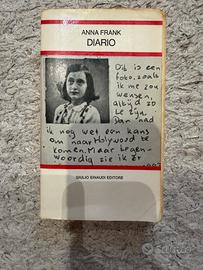 ANNA FRANK
DIARIO
Dit is een
foto, zoals
ik me zou
wensen,
altijd zo
te zijn.
Dan had
ik nog wel een kans
om naar Holywood te
komen. Maar tegen-
woordig zie ik er
GIULIO EINAUDI EDITORE